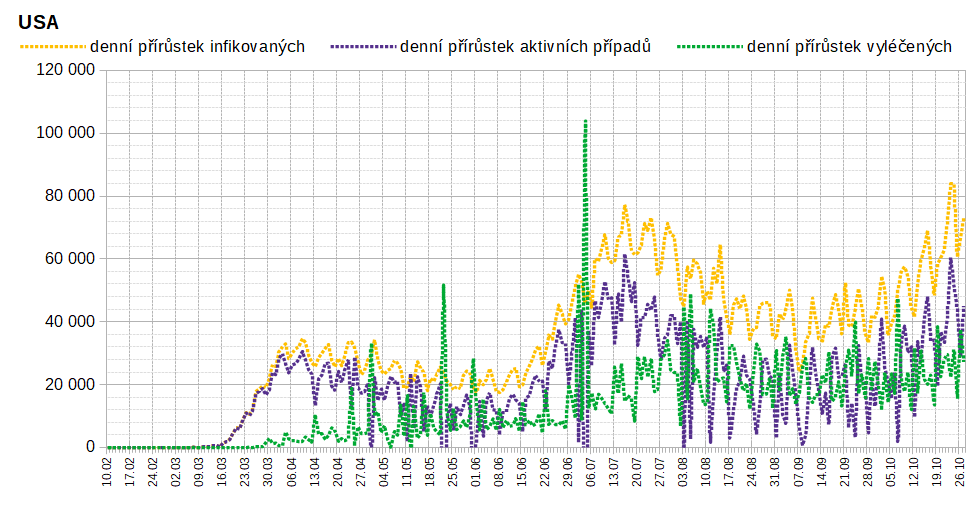 USA
denní přírůstek infikovaných denní přírůstek aktivních případů denní přírůstek vyléčených
120 000
100 000
80 000
60 000
40 000
20 000
0
10.02 17.02 24.02 02.03 09.03 16.03 23.03 30.03 06.04 13.04 20.04 27.04 04.05 11.05 18.05 25.05 01.06 08.06 15.06 22.06 29.06 06.07 13.07 20.07 27.07 03.08 10.08 17.08 24.08 31.08 07.09 14.09 21.09 28.09 05.10 12.10 19.10 26.10